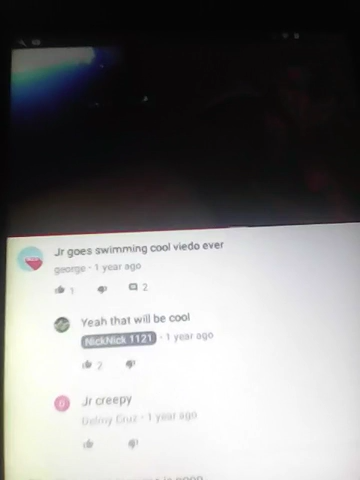 Jr goes swimming cool viedo ever
george - 1 year ago
1 2
Yeah that will be cool
NickNick 1121 • 1 year ago
2
D Jr creepy
Cruz - 1 year ago